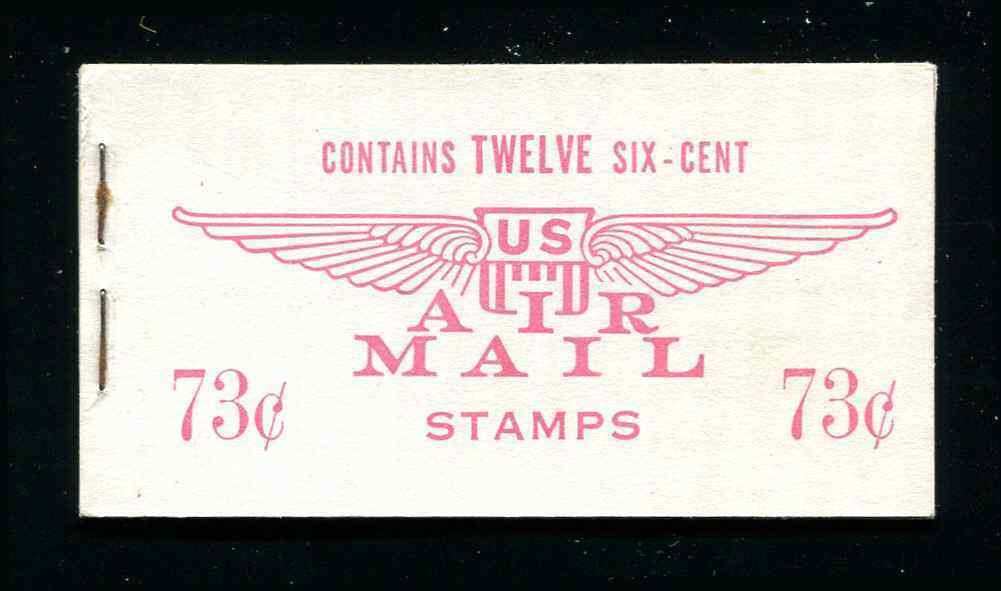 CONTAINS TWELVE SIX-CENT
US
AIR
MAIL
73¢ STAMPS 73¢